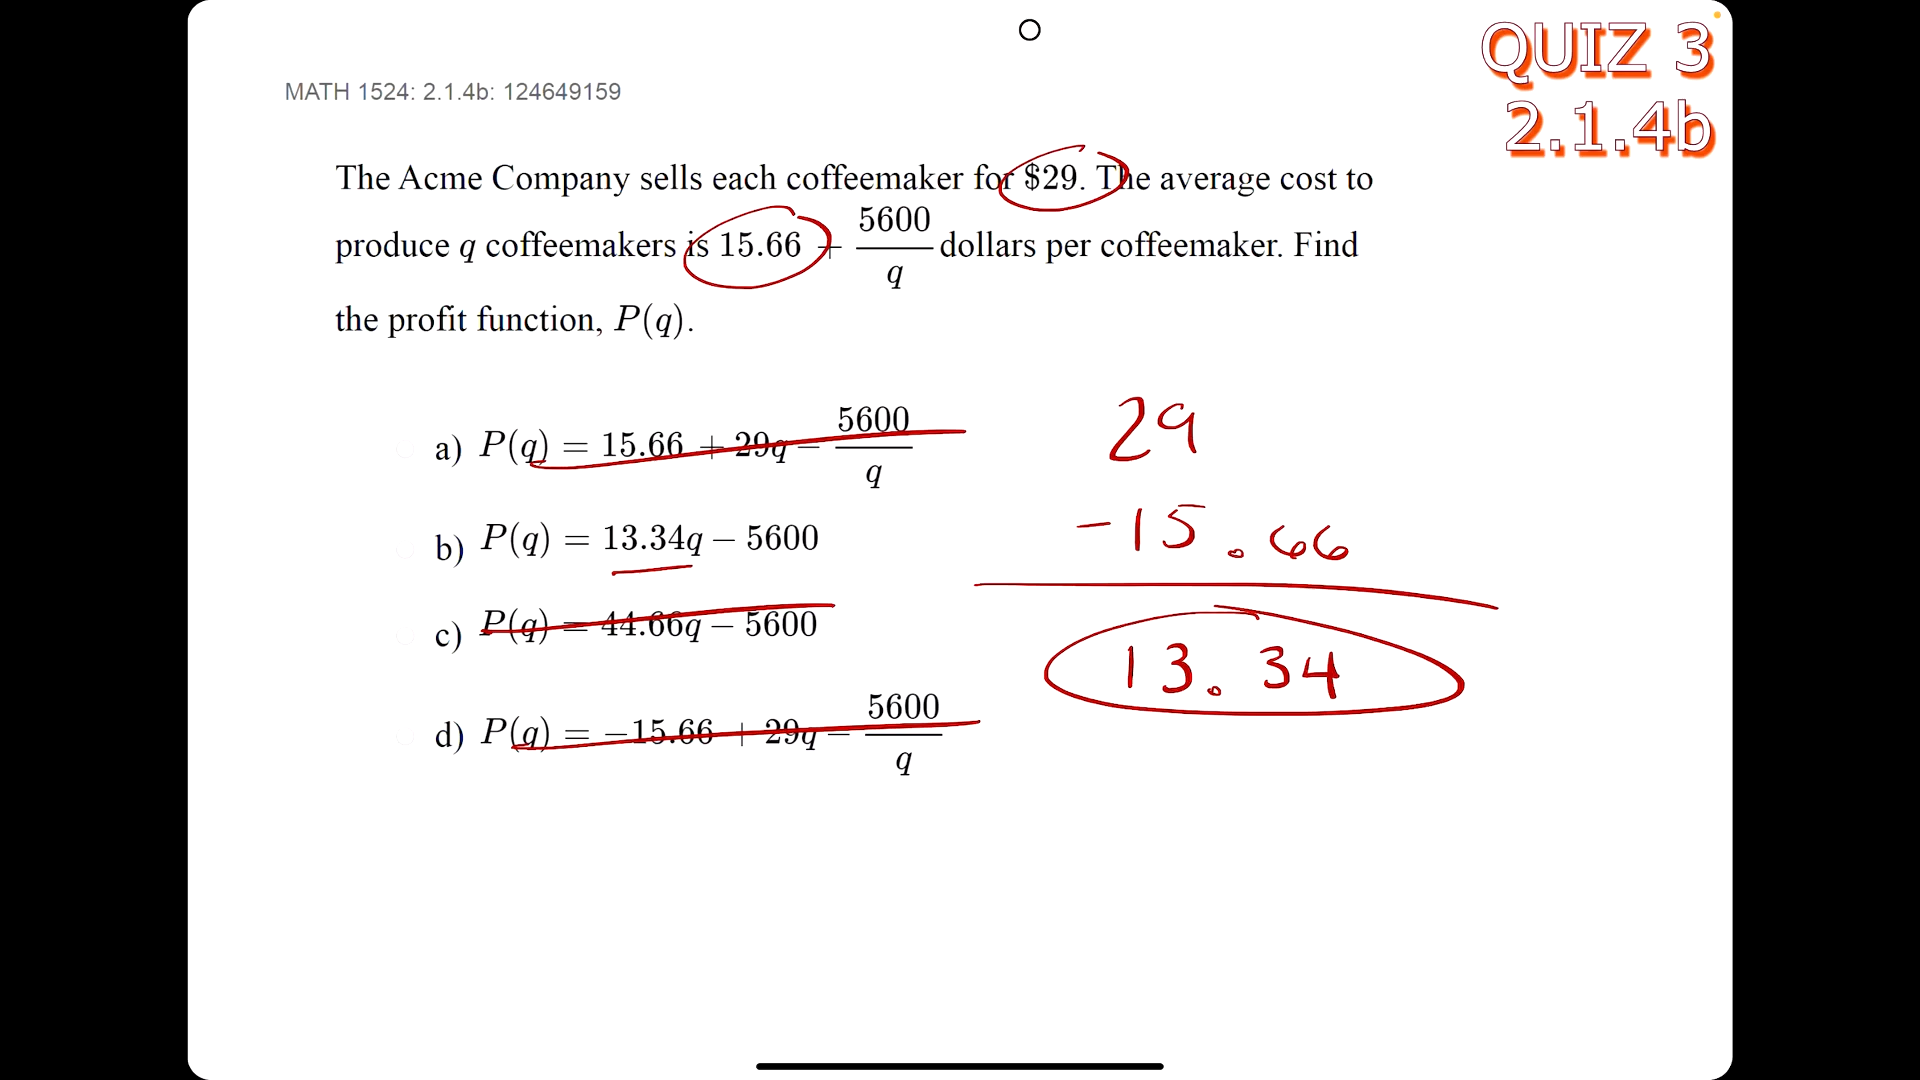 QUIZ 3
2.1.4b
MATH 1524: 2.1.4b: 124649159
The Acme Company sells each coffeemaker for $29. The average cost to
produce q coffeemakers is 15.66 + 5600/q dollars per coffeemaker. Find
the profit function, P(q).
a) P(q) = 15.66 + 29q − 5600/q
b) P(q) = 13.34q − 5600
c) P(q) = 44.66q − 5600
d) P(q) = −15.66 + 29q − 5600/q
29
-15.66
13.34